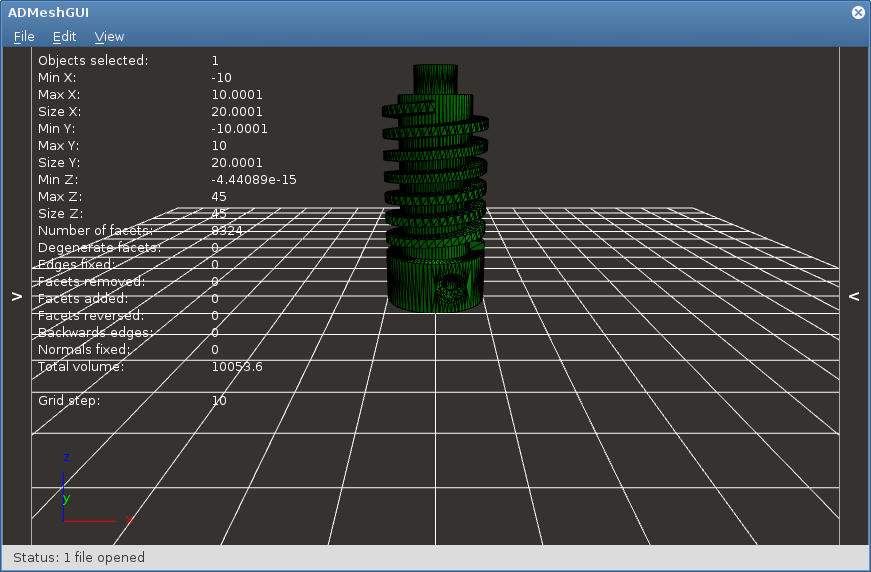 ADMeshGUI
File Edit View
Objects selected: 1
Min X: -10
Max X: 10.0001
Size X: 20.0001
Min Y: -10.0001
Max Y: 10
Size Y: 20.0001
Min Z: -4.44089e-15
Max Z: 45
Size Z: 45
Number of facets: 8324
Degenerate facets: 0
Edges fixed: 0
Facets removed: 0
Facets added: 0
Facets reversed: 0
Backwards edges: 0
Normals fixed: 0
Total volume: 10053.6
Grid step: 10
> <
z
y
x
Status: 1 file opened